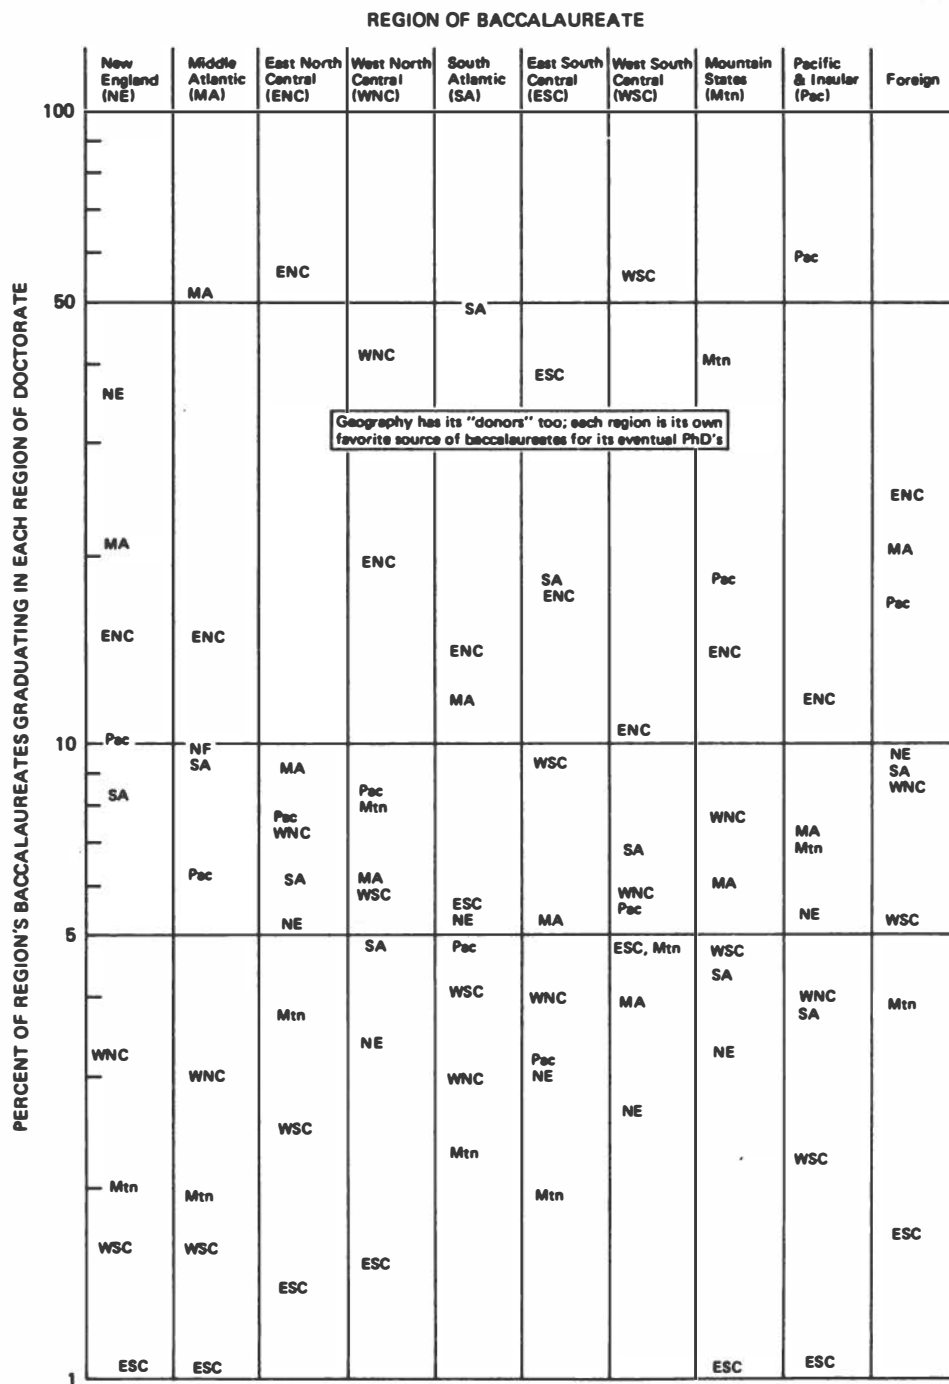 REGION OF BACCALAUREATE
New England (NE)
Middle Atlantic (MA)
East North Central (ENC)
West North Central (WNC)
South Atlantic (SA)
East South Central (ESC)
West South Central (WSC)
Mountain States (Mtn)
Pacific & Insular (Pac)
Foreign
PERCENT OF REGION'S BACCALAUREATES GRADUATING IN EACH REGION OF DOCTORATE
100
50
10
5
1
Geography has its "donors" too; each region is its own
favorite source of baccalaureates for its eventual PhD's
NE
MA
ENC
Pac
SA
WNC
Mtn
WSC
ESC
MA
ENC
NF
SA
Pac
WNC
Mtn
WSC
ESC
ENC
MA
Pac
WNC
SA
NE
Mtn
WSC
ESC
WNC
ENC
Pac
Mtn
MA
WSC
SA
NE
ESC
SA
ENC
MA
ESC
NE
Pac
WSC
WNC
Mtn
ESC
SA
ENC
WSC
MA
WNC
Pac
NE
Mtn
WSC
ENC
SA
WNC
Pac
ESC, Mtn
MA
NE
Mtn
Pac
ENC
WNC
MA
WSC
SA
NE
ESC
Pac
ENC
MA
Mtn
NE
WNC
SA
WSC
ESC
ENC
MA
Pac
NE
SA
WNC
WSC
Mtn
ESC